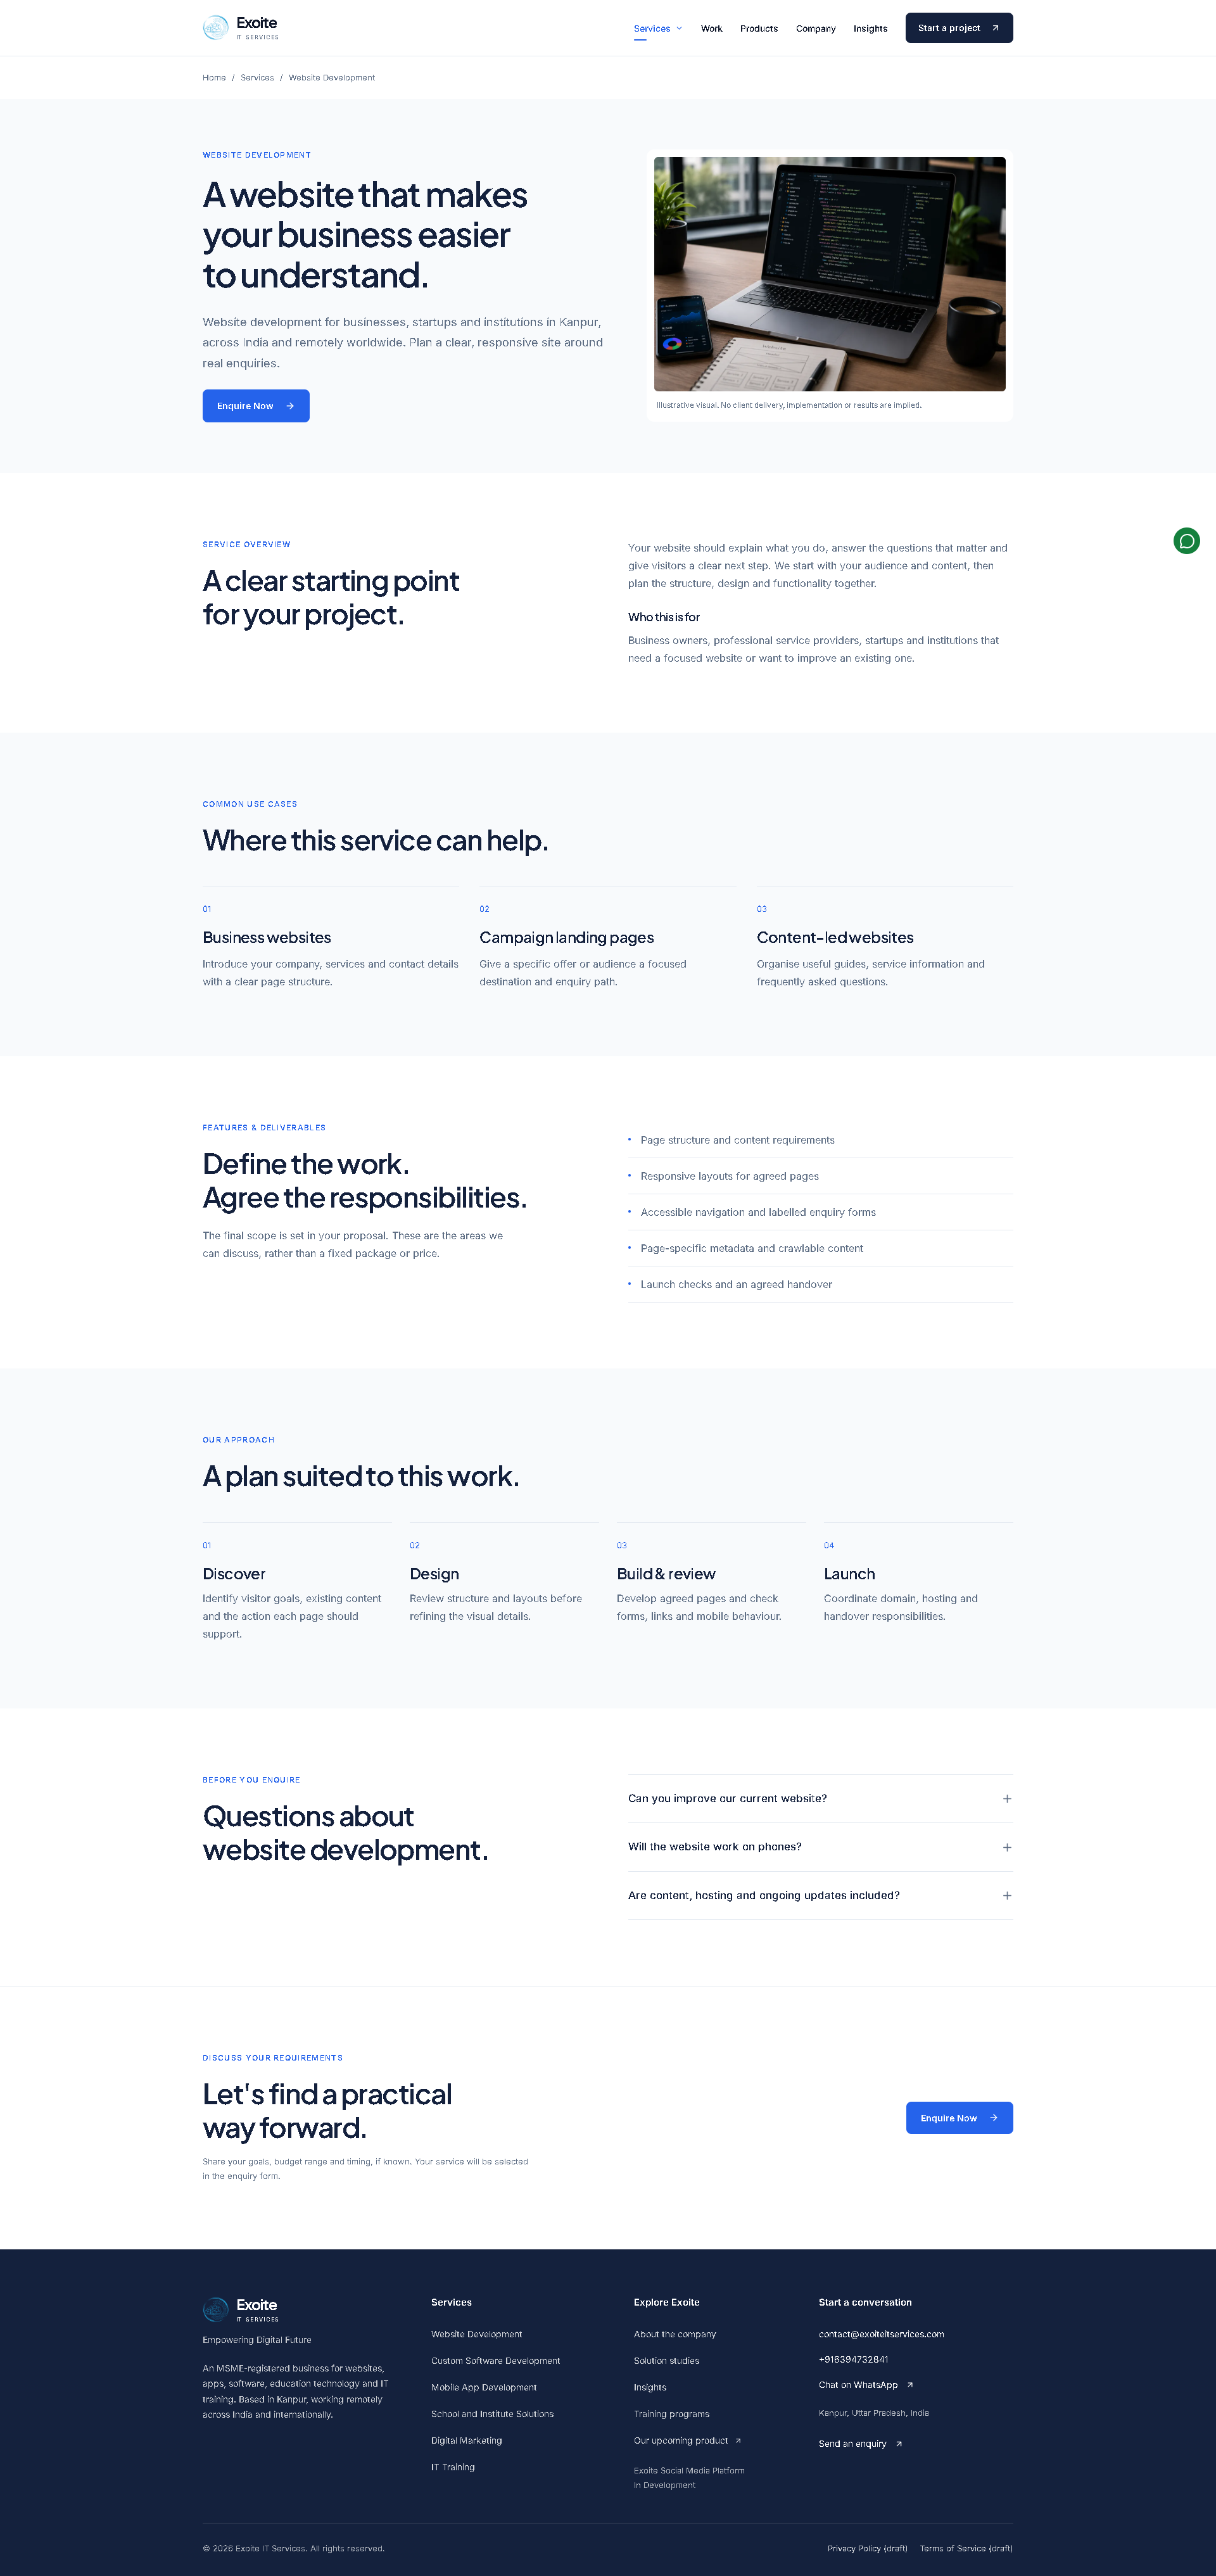 Exoite
IT SERVICES
Services
Work
Products
Company
Insights
Start a project
Home / Services / Website Development
WEBSITE DEVELOPMENT
A website that makes
your business easier
to understand.
Website development for businesses, startups and institutions in Kanpur,
across India and remotely worldwide. Plan a clear, responsive site around
real enquiries.
Enquire Now
Illustrative visual. No client delivery, implementation or results are implied.
SERVICE OVERVIEW
A clear starting point
for your project.
Your website should explain what you do, answer the questions that matter and
give visitors a clear next step. We start with your audience and content, then
plan the structure, design and functionality together.
Who this is for
Business owners, professional service providers, startups and institutions that
need a focused website or want to improve an existing one.
COMMON USE CASES
Where this service can help.
01
Business websites
Introduce your company, services and contact details
with a clear page structure.
02
Campaign landing pages
Give a specific offer or audience a focused
destination and enquiry path.
03
Content-led websites
Organise useful guides, service information and
frequently asked questions.
FEATURES & DELIVERABLES
Define the work.
Agree the responsibilities.
The final scope is set in your proposal. These are the areas we
can discuss, rather than a fixed package or price.
Page structure and content requirements
Responsive layouts for agreed pages
Accessible navigation and labelled enquiry forms
Page-specific metadata and crawlable content
Launch checks and an agreed handover
OUR APPROACH
A plan suited to this work.
01
Discover
Identify visitor goals, existing content
and the action each page should
support.
02
Design
Review structure and layouts before
refining the visual details.
03
Build & review
Develop agreed pages and check
forms, links and mobile behaviour.
04
Launch
Coordinate domain, hosting and
handover responsibilities.
BEFORE YOU ENQUIRE
Questions about
website development.
Can you improve our current website?
Will the website work on phones?
Are content, hosting and ongoing updates included?
DISCUSS YOUR REQUIREMENTS
Let's find a practical
way forward.
Share your goals, budget range and timing, if known. Your service will be selected
in the enquiry form.
Enquire Now
Exoite
IT SERVICES
Empowering Digital Future
An MSME-registered business for websites,
apps, software, education technology and IT
training. Based in Kanpur, working remotely
across India and internationally.
Services
Website Development
Custom Software Development
Mobile App Development
School and Institute Solutions
Digital Marketing
IT Training
Explore Exoite
About the company
Solution studies
Insights
Training programs
Our upcoming product
Exoite Social Media Platform
In Development
Start a conversation
contact@exoiteitservices.com
+916394732841
Chat on WhatsApp
Kanpur, Uttar Pradesh, India
Send an enquiry
© 2026 Exoite IT Services. All rights reserved.
Privacy Policy (draft)
Terms of Service (draft)